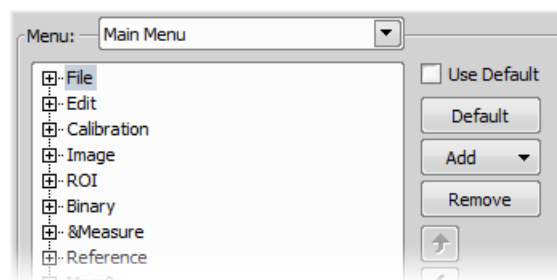 Menu: Main Menu
File
Use Default
Edit
Default
Calibration
Image
Add
ROI
Binary
Remove
&Measure
Reference